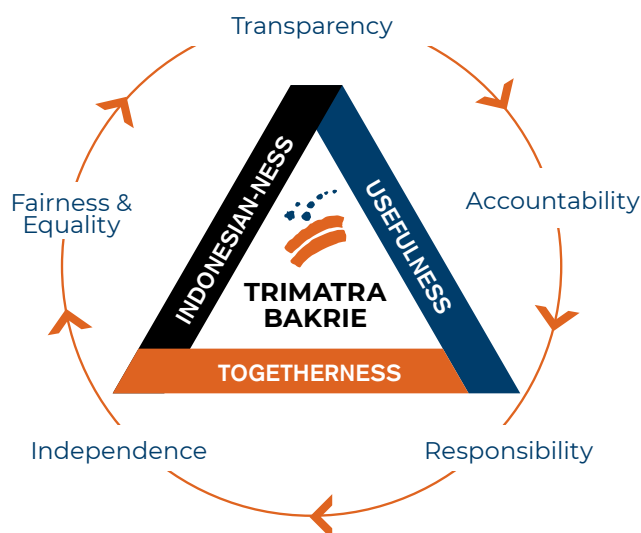 Transparency
Accountability
Responsibility
Independence
Fairness &
Equality
INDONESIAN-NESS
USEFULNESS
TOGETHERNESS
TRIMATRA
BAKRIE